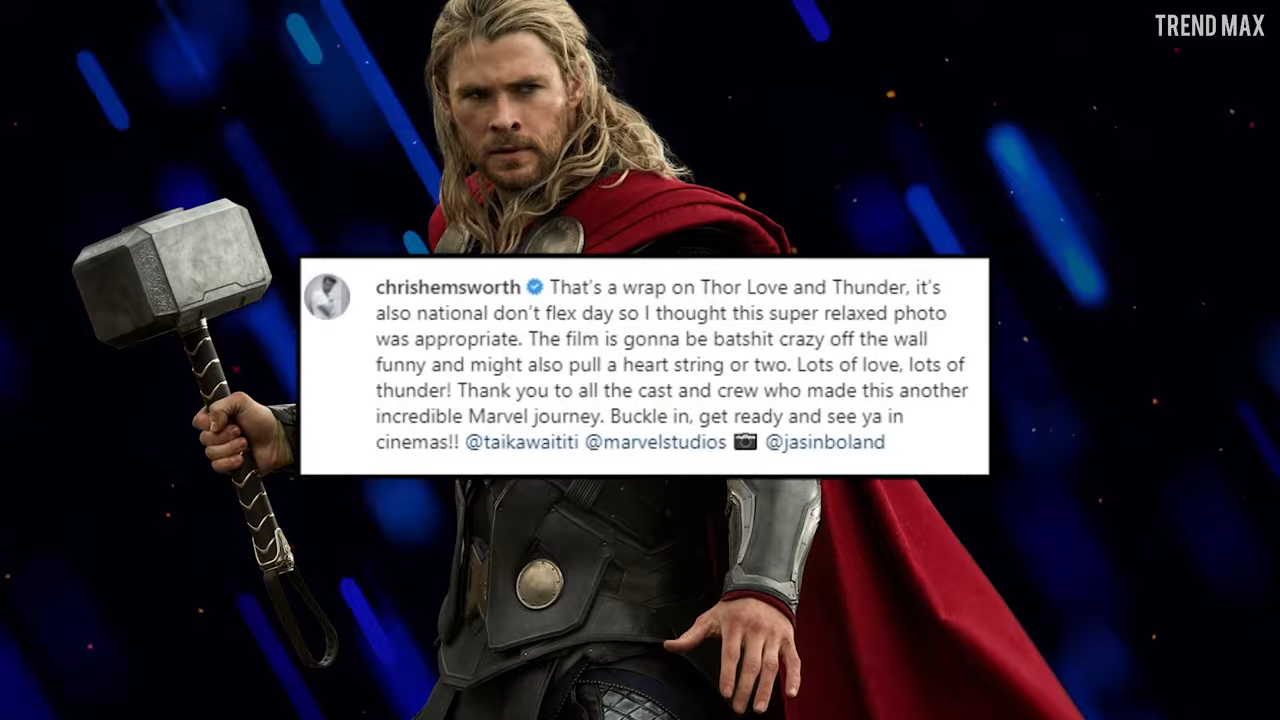 TREND MAX
chrishemsworth That’s a wrap on Thor Love and Thunder, it’s
also national don’t flex day so I thought this super relaxed photo
was appropriate. The film is gonna be batshit crazy off the wall
funny and might also pull a heart string or two. Lots of love, lots of
thunder! Thank you to all the cast and crew who made this another
incredible Marvel journey. Buckle in, get ready and see ya in
cinemas!! @taikawaititi @marvelstudios 📷 @jasinboland